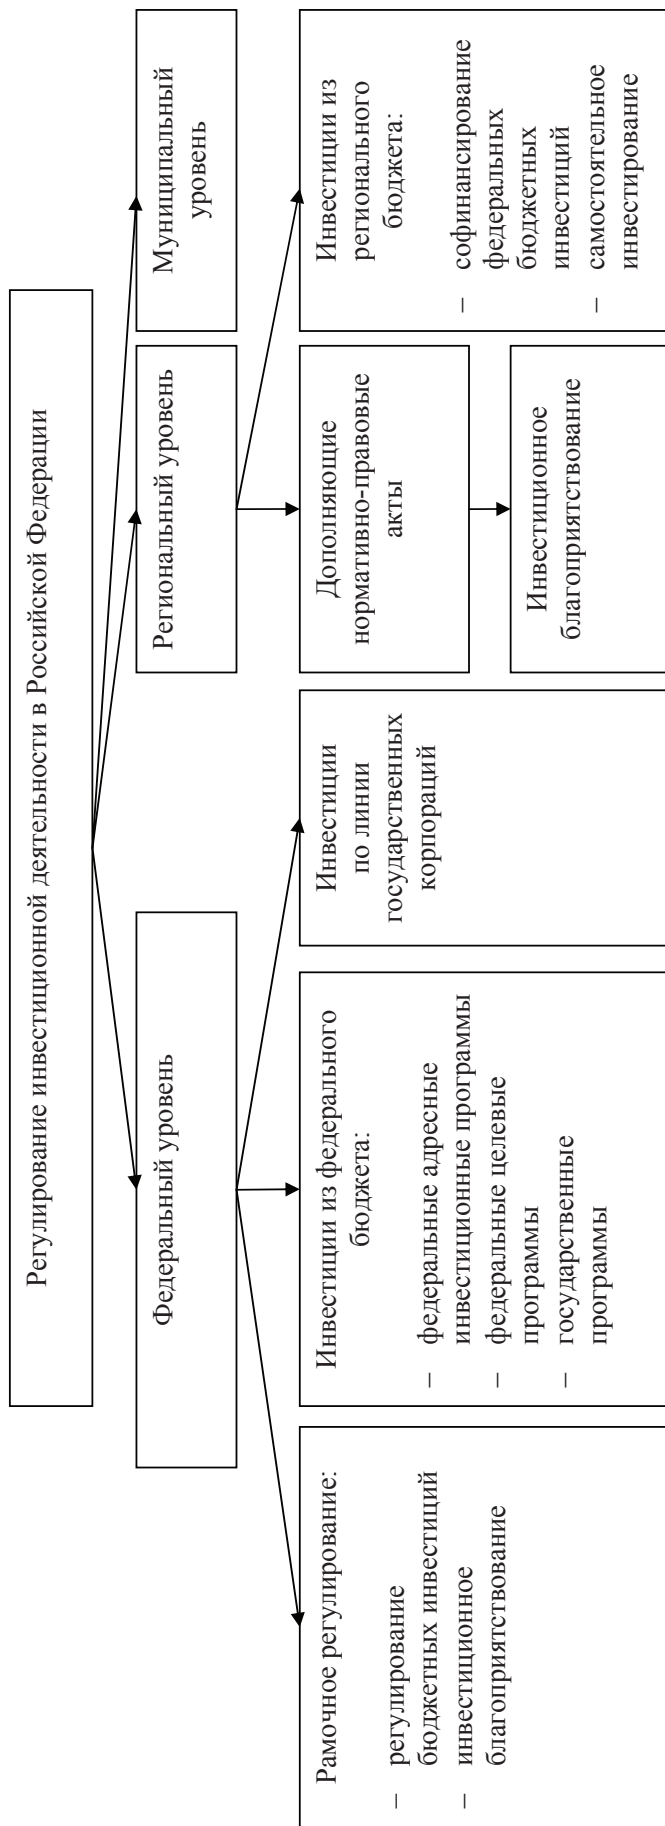 Регулирование инвестиционной деятельности в Российской Федерации
Федеральный уровень
Региональный уровень
Муниципальный
уровень
Рамочное регулирование:
– регулирование
бюджетных инвестиций
– инвестиционное
благоприятствование
Инвестиции из федерального
бюджета:
– федеральные адресные
инвестиционные программы
– федеральные целевые
программы
– государственные
программы
Инвестиции
по линии
государственных
корпораций
Дополняющие
нормативно-правовые
акты
Инвестиционное
благоприятствование
Инвестиции из
регионального
бюджета:
– софинансирование
федеральных
бюджетных
инвестиций
– самостоятельное
инвестирование